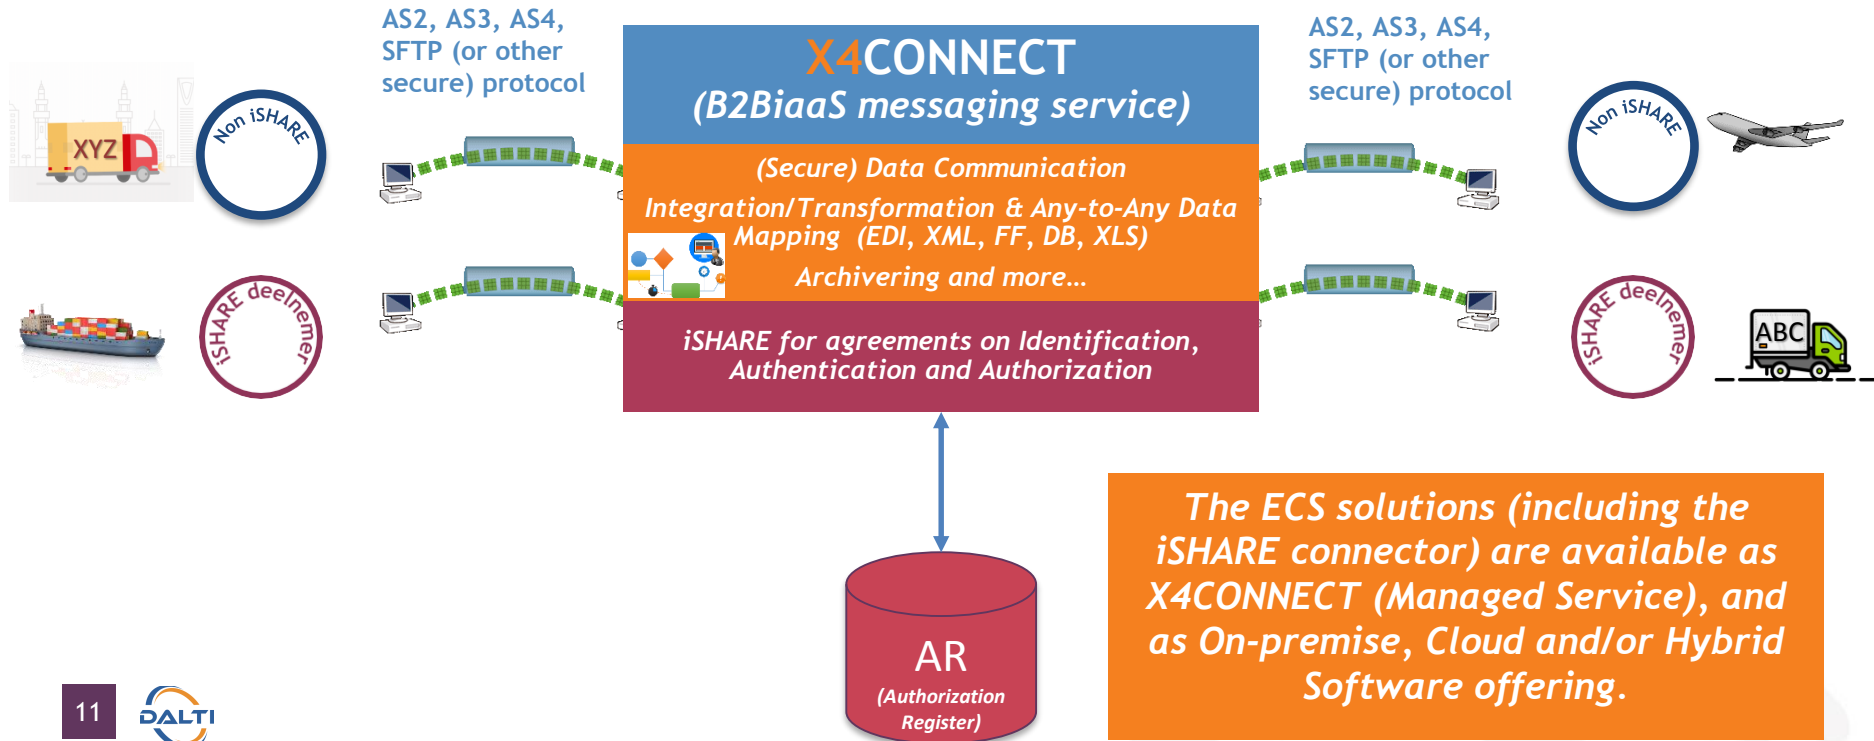 AS2, AS3, AS4,
SFTP (or other
secure) protocol
X4CONNECT
(B2BiaaS messaging service)
AS2, AS3, AS4,
SFTP (or other
secure) protocol
XYZ
Non iSHARE
(Secure) Data Communication
Integration/Transformation & Any-to-Any Data
Mapping (EDI, XML, FF, DB, XLS)
Archivering and more…
Non iSHARE
iSHARE deelnemer
iSHARE for agreements on Identification,
Authentication and Authorization
iSHARE deelnemer
ABC
The ECS solutions (including the
iSHARE connector) are available as
X4CONNECT (Managed Service), and
as On-premise, Cloud and/or Hybrid
Software offering.
AR
(Authorization
Register)
11
DALTI